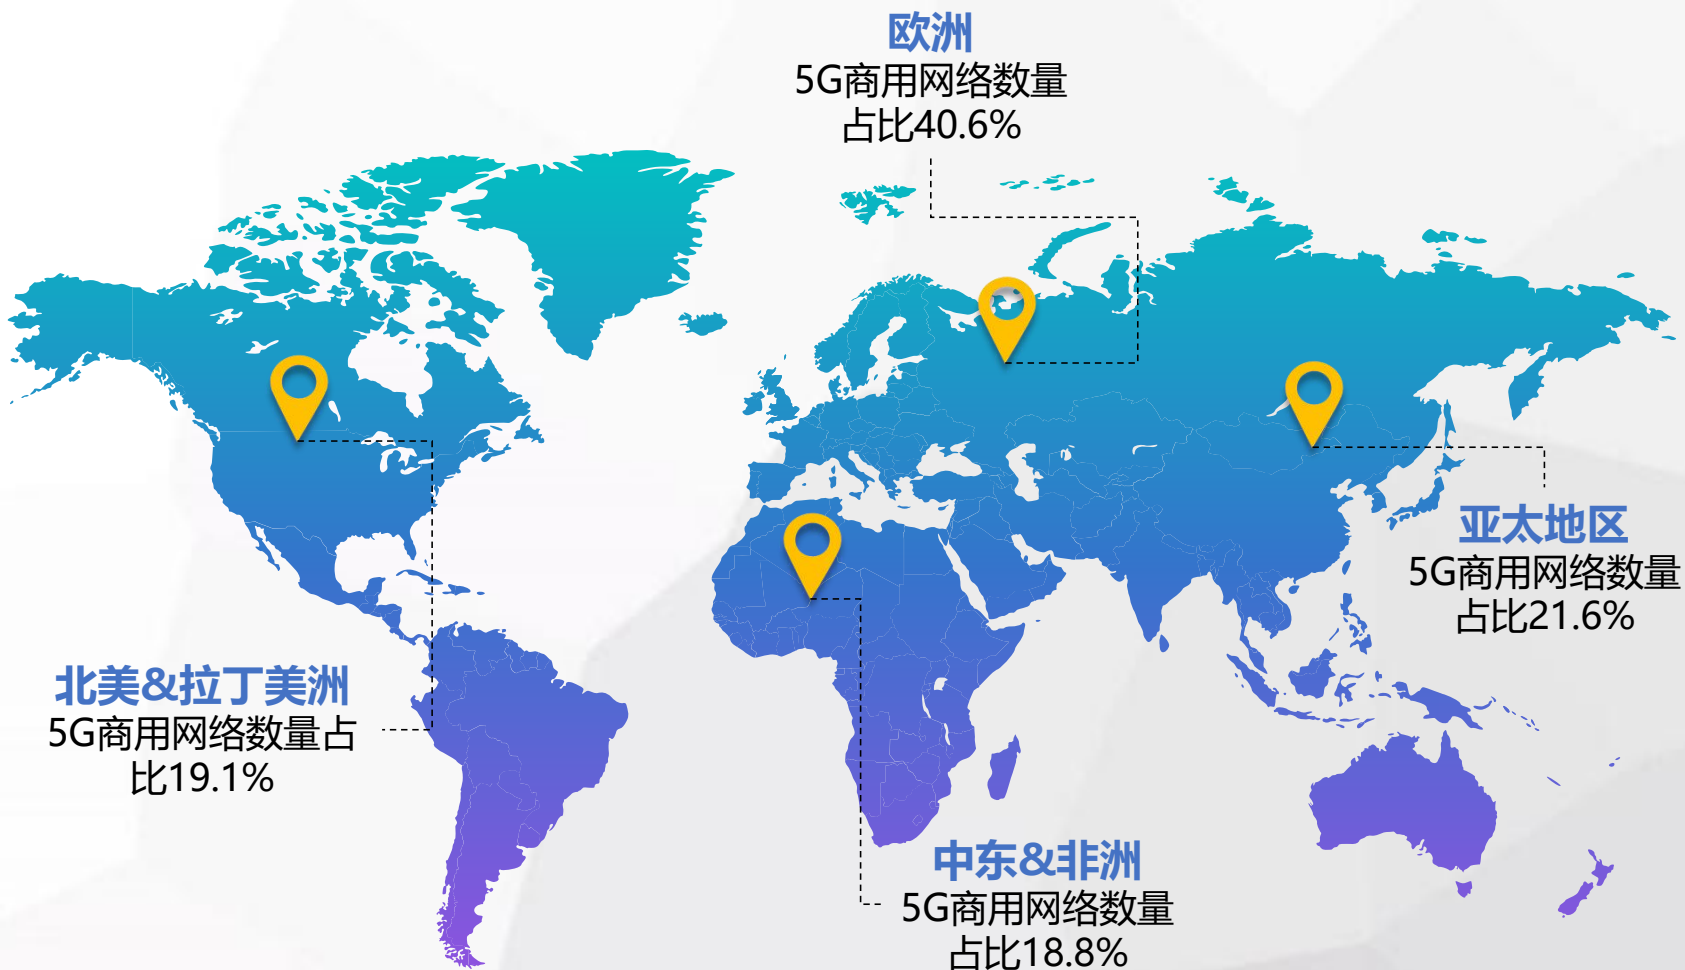 欧洲
5G商用网络数量
占比40.6%
亚太地区
5G商用网络数量
占比21.6%
北美&拉丁美洲
5G商用网络数量占
比19.1%
中东&非洲
5G商用网络数量
占比18.8%